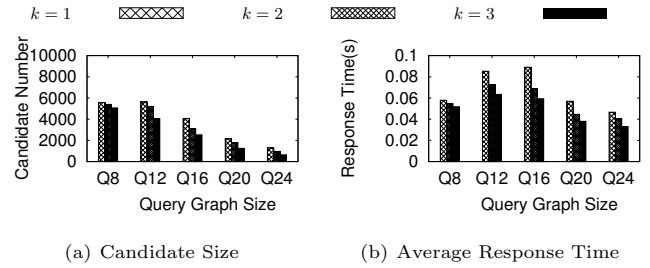 k = 1 k = 2 k = 3
Candidate Number
10000
8000
6000
4000
2000
0
Q8 Q12 Q16 Q20 Q24
Query Graph Size
(a) Candidate Size
Response Time(s)
0.1
0.08
0.06
0.04
0.02
0
Q8 Q12 Q16 Q20 Q24
Query Graph Size
(b) Average Response Time